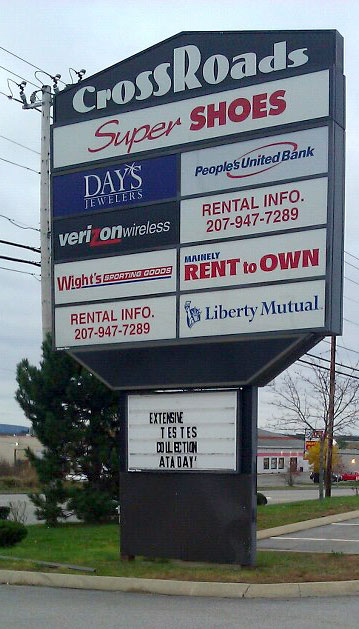 CROSSROADS
Super SHOES
DAY'S
JEWELERS
People's United Bank
verizon wireless
RENTAL INFO.
207-947-7289
Wight's SPORTING GOODS
MAINELY
RENT to OWN
RENTAL INFO.
207-947-7289
Liberty Mutual
EXTENSIVE
TESTES
COLLECTION
ATA DAY'